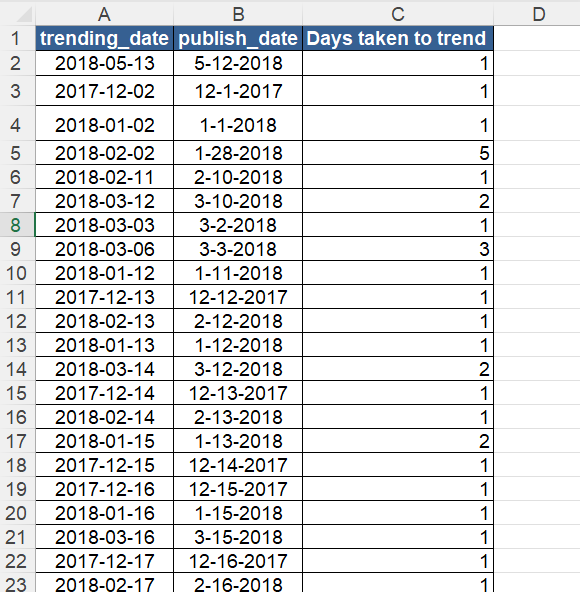 A B C D
1 trending_date publish_date Days taken to trend
2 2018-05-13 5-12-2018 1
3 2017-12-02 12-1-2017 1
4 2018-01-02 1-1-2018 1
5 2018-02-02 1-28-2018 5
6 2018-02-11 2-10-2018 1
7 2018-03-12 3-10-2018 2
8 2018-03-03 3-2-2018 1
9 2018-03-06 3-3-2018 3
10 2018-01-12 1-11-2018 1
11 2017-12-13 12-12-2017 1
12 2018-02-13 2-12-2018 1
13 2018-01-13 1-12-2018 1
14 2018-03-14 3-12-2018 2
15 2017-12-14 12-13-2017 1
16 2018-02-14 2-13-2018 1
17 2018-01-15 1-13-2018 2
18 2017-12-15 12-14-2017 1
19 2017-12-16 12-15-2017 1
20 2018-01-16 1-15-2018 1
21 2018-03-16 3-15-2018 1
22 2017-12-17 12-16-2017 1
23 2018-02-17 2-16-2018 1